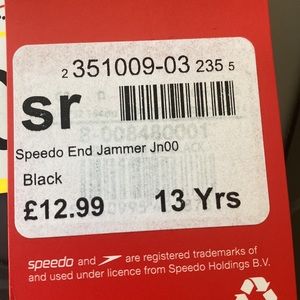 2 351009-03 235 5
sr
Speedo End Jammer Jn00
Black
£12.99 13 Yrs
speedo and are registered trademarks of
and used under licence from Speedo Holdings B.V.